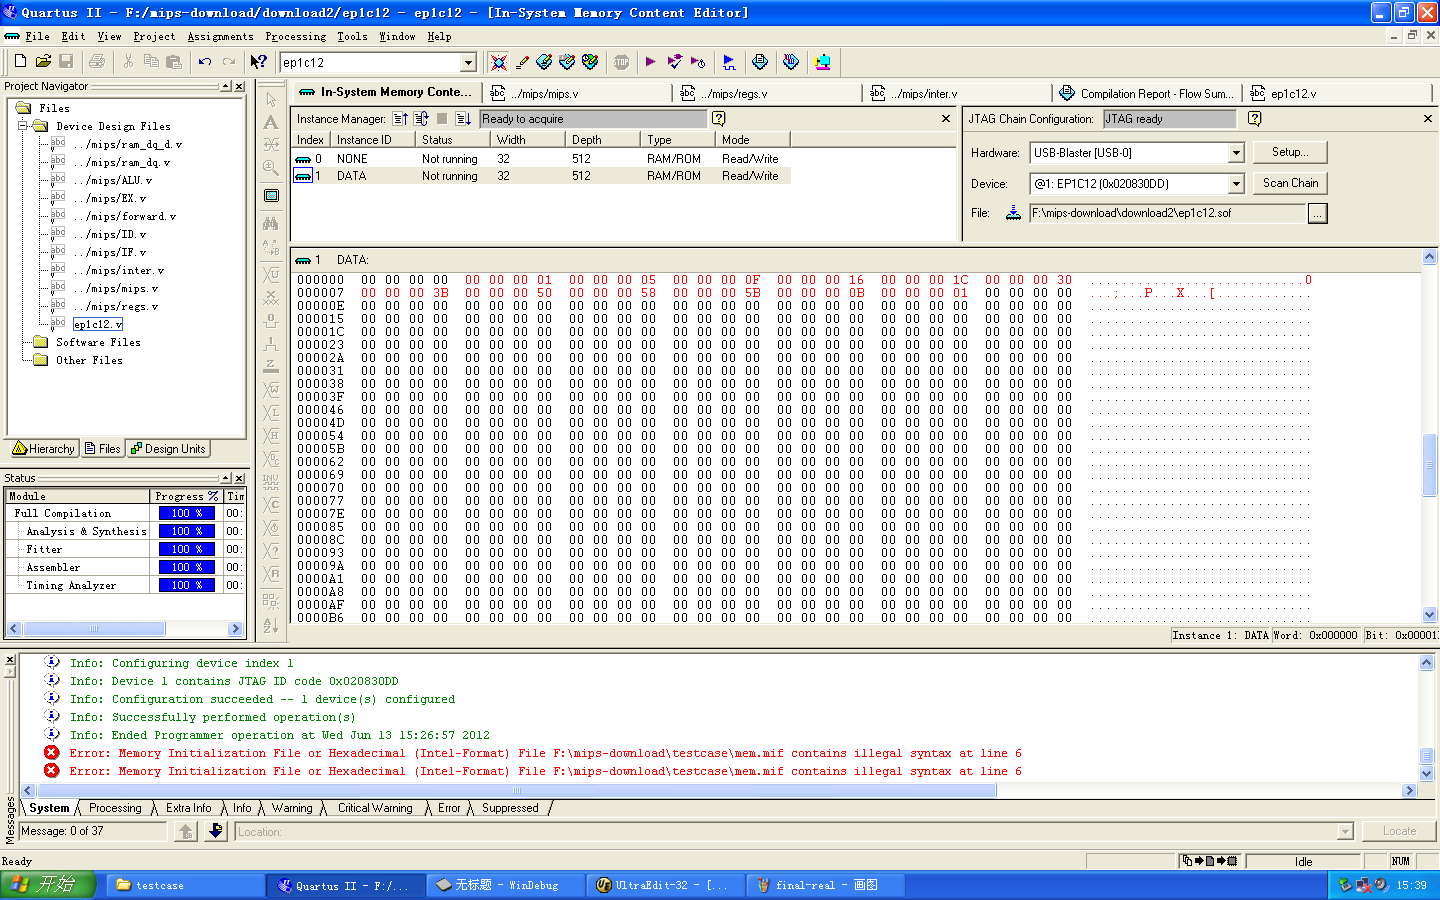 Quartus II - F:/mips-download/download2/ep1c12 - ep1c12 - [In-System Memory Content Editor]
File Edit View Project Assignments Processing Tools Window Help
ep1c12
Project Navigator
Files
Device Design Files
../mips/ram_dq_d.v
../mips/ram_dq.v
../mips/ALU.v
../mips/EX.v
../mips/forward.v
../mips/ID.v
../mips/IF.v
../mips/inter.v
../mips/mips.v
../mips/regs.v
ep1c12.v
Software Files
Other Files
Hierarchy Files Design Units
Status
Module Progress % Tim
Full Compilation 100 % 00:
Analysis & Synthesis 100 % 00:
Fitter 100 % 00:
Assembler 100 % 00:
Timing Analyzer 100 % 00:
In-System Memory Conte... ../mips/mips.v ../mips/regs.v ../mips/inter.v Compilation Report - Flow Sum... ep1c12.v
Instance Manager: Ready to acquire
Index Instance ID Status Width Depth Type Mode
0 NONE Not running 32 512 RAM/ROM Read/Write
1 DATA Not running 32 512 RAM/ROM Read/Write
JTAG Chain Configuration: JTAG ready
Hardware: USB-Blaster [USB-0] Setup...
Device: @1: EP1C12 (0x020830DD) Scan Chain
File: F:\mips-download\download2\ep1c12.sof ...
1 DATA:
000000 00 00 00 00 00 00 00 01 00 00 00 05 00 00 00 0F 00 00 00 16 00 00 00 1C 00 00 00 30 ...........................0
000007 00 00 00 3B 00 00 00 50 00 00 00 58 00 00 00 5B 00 00 00 0B 00 00 00 01 00 00 00 00 ...;...P...X...[............
00000E 00 00 00 00 00 00 00 00 00 00 00 00 00 00 00 00 00 00 00 00 00 00 00 00 00 00 00 00 ............................
000015 00 00 00 00 00 00 00 00 00 00 00 00 00 00 00 00 00 00 00 00 00 00 00 00 00 00 00 00 ............................
00001C 00 00 00 00 00 00 00 00 00 00 00 00 00 00 00 00 00 00 00 00 00 00 00 00 00 00 00 00 ............................
000023 00 00 00 00 00 00 00 00 00 00 00 00 00 00 00 00 00 00 00 00 00 00 00 00 00 00 00 00 ............................
00002A 00 00 00 00 00 00 00 00 00 00 00 00 00 00 00 00 00 00 00 00 00 00 00 00 00 00 00 00 ............................
000031 00 00 00 00 00 00 00 00 00 00 00 00 00 00 00 00 00 00 00 00 00 00 00 00 00 00 00 00 ............................
000038 00 00 00 00 00 00 00 00 00 00 00 00 00 00 00 00 00 00 00 00 00 00 00 00 00 00 00 00 ............................
00003F 00 00 00 00 00 00 00 00 00 00 00 00 00 00 00 00 00 00 00 00 00 00 00 00 00 00 00 00 ............................
000046 00 00 00 00 00 00 00 00 00 00 00 00 00 00 00 00 00 00 00 00 00 00 00 00 00 00 00 00 ............................
00004D 00 00 00 00 00 00 00 00 00 00 00 00 00 00 00 00 00 00 00 00 00 00 00 00 00 00 00 00 ............................
000054 00 00 00 00 00 00 00 00 00 00 00 00 00 00 00 00 00 00 00 00 00 00 00 00 00 00 00 00 ............................
00005B 00 00 00 00 00 00 00 00 00 00 00 00 00 00 00 00 00 00 00 00 00 00 00 00 00 00 00 00 ............................
000062 00 00 00 00 00 00 00 00 00 00 00 00 00 00 00 00 00 00 00 00 00 00 00 00 00 00 00 00 ............................
000069 00 00 00 00 00 00 00 00 00 00 00 00 00 00 00 00 00 00 00 00 00 00 00 00 00 00 00 00 ............................
000070 00 00 00 00 00 00 00 00 00 00 00 00 00 00 00 00 00 00 00 00 00 00 00 00 00 00 00 00 ............................
000077 00 00 00 00 00 00 00 00 00 00 00 00 00 00 00 00 00 00 00 00 00 00 00 00 00 00 00 00 ............................
00007E 00 00 00 00 00 00 00 00 00 00 00 00 00 00 00 00 00 00 00 00 00 00 00 00 00 00 00 00 ............................
000085 00 00 00 00 00 00 00 00 00 00 00 00 00 00 00 00 00 00 00 00 00 00 00 00 00 00 00 00 ............................
00008C 00 00 00 00 00 00 00 00 00 00 00 00 00 00 00 00 00 00 00 00 00 00 00 00 00 00 00 00 ............................
000093 00 00 00 00 00 00 00 00 00 00 00 00 00 00 00 00 00 00 00 00 00 00 00 00 00 00 00 00 ............................
00009A 00 00 00 00 00 00 00 00 00 00 00 00 00 00 00 00 00 00 00 00 00 00 00 00 00 00 00 00 ............................
0000A1 00 00 00 00 00 00 00 00 00 00 00 00 00 00 00 00 00 00 00 00 00 00 00 00 00 00 00 00 ............................
0000A8 00 00 00 00 00 00 00 00 00 00 00 00 00 00 00 00 00 00 00 00 00 00 00 00 00 00 00 00 ............................
0000AF 00 00 00 00 00 00 00 00 00 00 00 00 00 00 00 00 00 00 00 00 00 00 00 00 00 00 00 00 ............................
0000B6 00 00 00 00 00 00 00 00 00 00 00 00 00 00 00 00 00 00 00 00 00 00 00 00 00 00 00 00 ............................
Instance 1: DATA Word: 0x000000 Bit: 0x00001
Info: Configuring device index 1
Info: Device 1 contains JTAG ID code 0x020830DD
Info: Configuration succeeded -- 1 device(s) configured
Info: Successfully performed operation(s)
Info: Ended Programmer operation at Wed Jun 13 15:26:57 2012
Error: Memory Initialization File or Hexadecimal (Intel-Format) File F:\mips-download\testcase\mem.mif contains illegal syntax at line 6
Error: Memory Initialization File or Hexadecimal (Intel-Format) File F:\mips-download\testcase\mem.mif contains illegal syntax at line 6
System Processing Extra Info Info Warning Critical Warning Error Suppressed
Messages
Message: 0 of 37 Location: Locate
Ready Idle NUM
开始 testcase Quartus II - F:/... 无标题 - WinDebug UltraEdit-32 - [... final-real - 画图 15:39